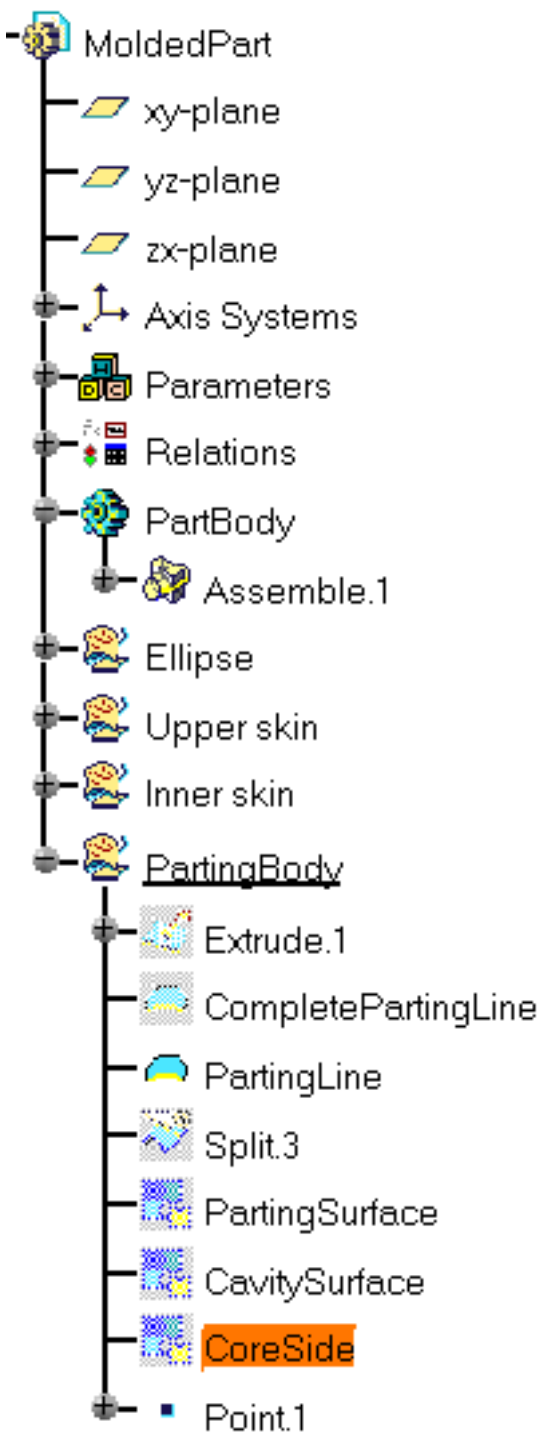 MoldedPart
xy-plane
yz-plane
zx-plane
Axis Systems
Parameters
Relations
PartBody
Assemble.1
Ellipse
Upper skin
Inner skin
PartingBody
Extrude.1
CompletePartingLine
PartingLine
Split.3
PartingSurface
CavitySurface
CoreSide
Point.1